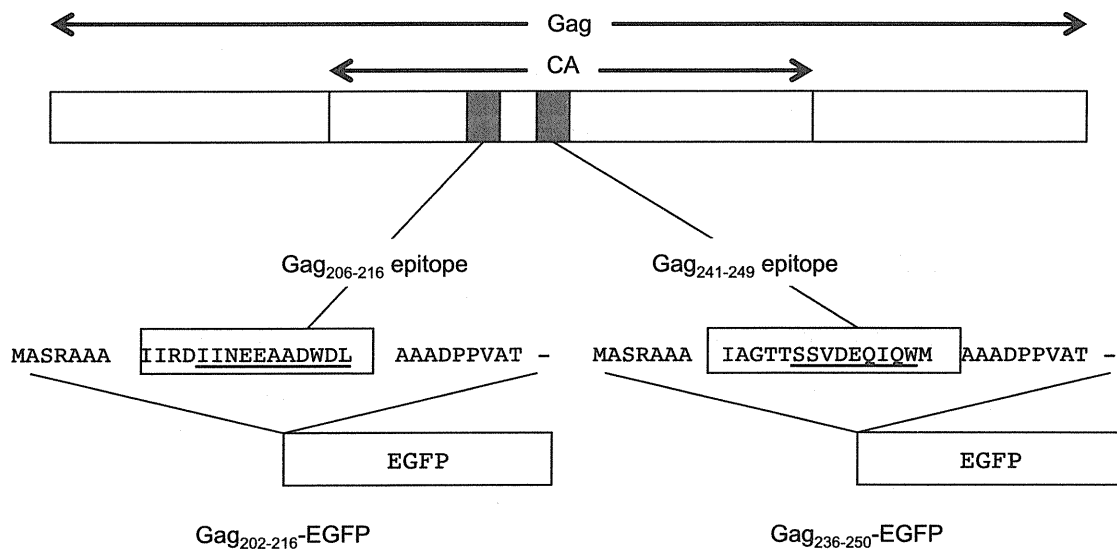 Gag
CA
Gag206-216 epitope Gag241-249 epitope
MASRAAA IIRDIINEEAADWDL AAADPPVAT – MASRAAA IAGTTSSVDEQIQWM AAADPPVAT –
EGFP EGFP
Gag202-216-EGFP Gag236-250-EGFP